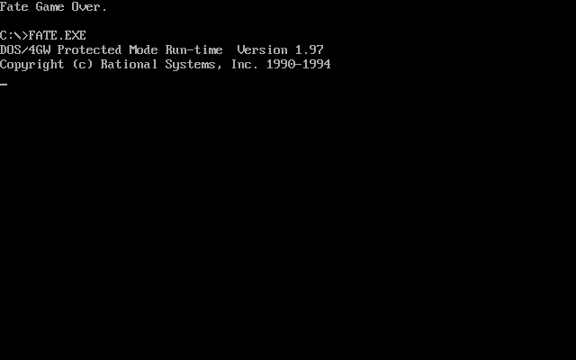 Fate Game Over.
C:\>FATE.EXE
DOS/4GW Protected Mode Run-time  Version 1.97
Copyright (c) Rational Systems, Inc. 1990-1994